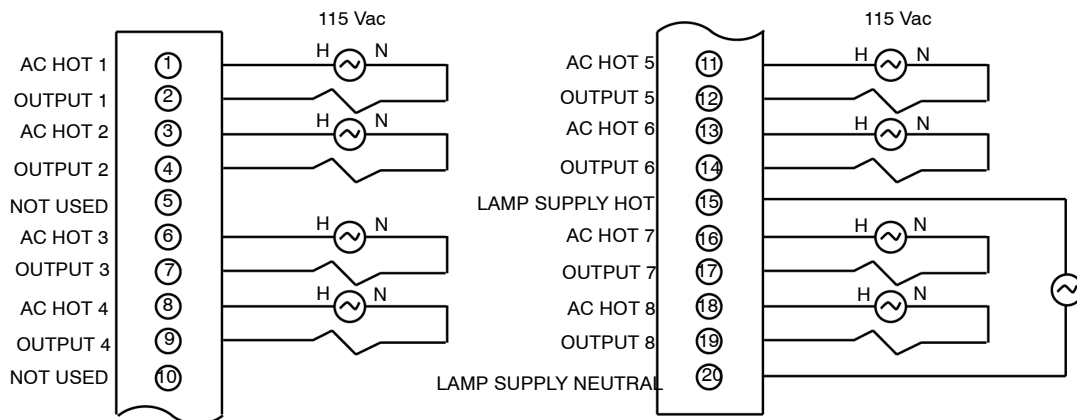 115 Vac
AC HOT 1 1 H N
OUTPUT 1 2
AC HOT 2 3 H N
OUTPUT 2 4
NOT USED 5
AC HOT 3 6 H N
OUTPUT 3 7
AC HOT 4 8 H N
OUTPUT 4 9
NOT USED 10
115 Vac
AC HOT 5 11 H N
OUTPUT 5 12
AC HOT 6 13 H N
OUTPUT 6 14
LAMP SUPPLY HOT 15
AC HOT 7 16 H N
OUTPUT 7 17
AC HOT 8 18 H N
OUTPUT 8 19
LAMP SUPPLY NEUTRAL 20